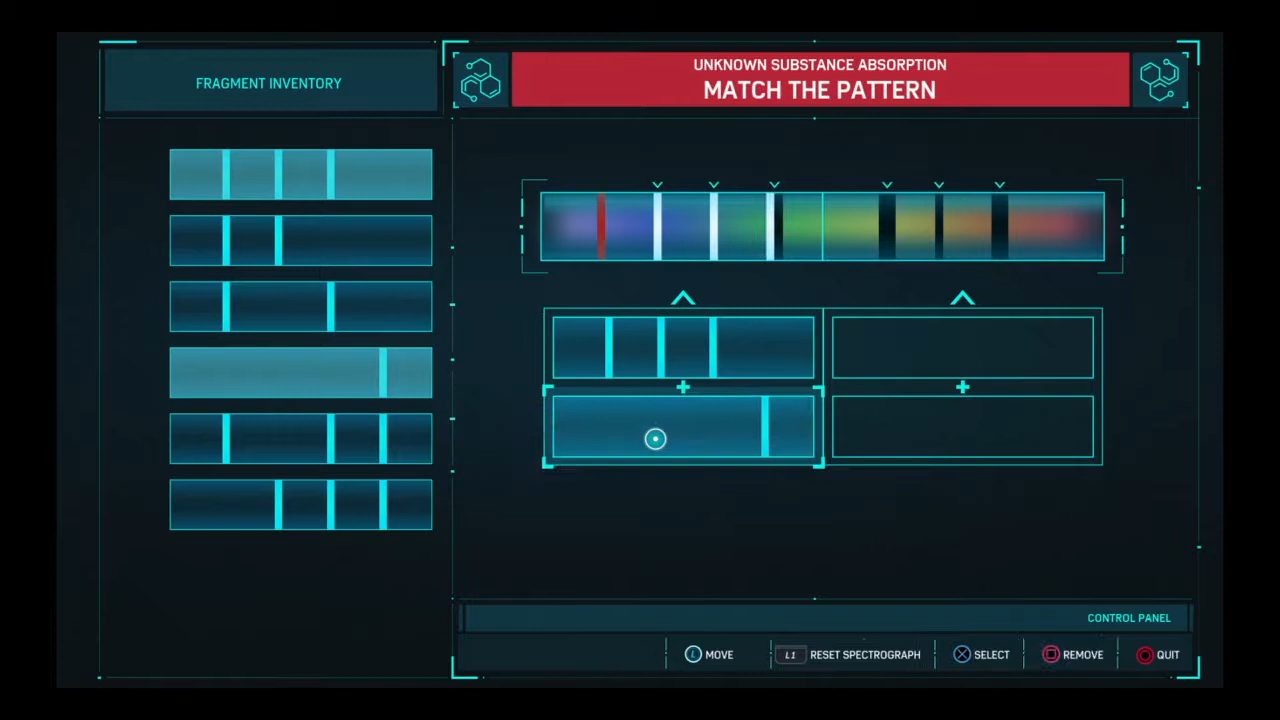 FRAGMENT INVENTORY
UNKNOWN SUBSTANCE ABSORPTION
MATCH THE PATTERN
CONTROL PANEL
L MOVE
L1 RESET SPECTROGRAPH
SELECT
REMOVE
QUIT